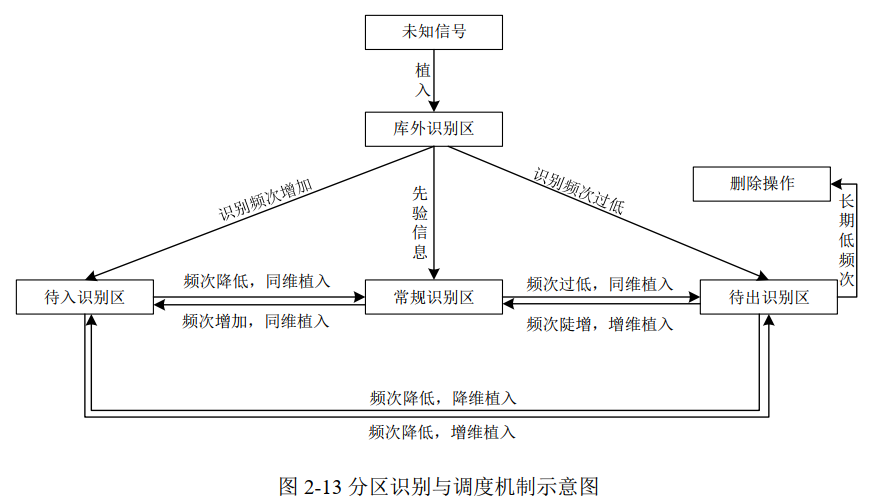 未知信号
植入
库外识别区
识别频次增加
先验信息
识别频次过低
删除操作
长期低频次
待入识别区
频次降低，同维植入
频次增加，同维植入
常规识别区
频次过低，同维植入
频次陡增，增维植入
待出识别区
频次降低，降维植入
频次降低，增维植入
图 2-13 分区识别与调度机制示意图